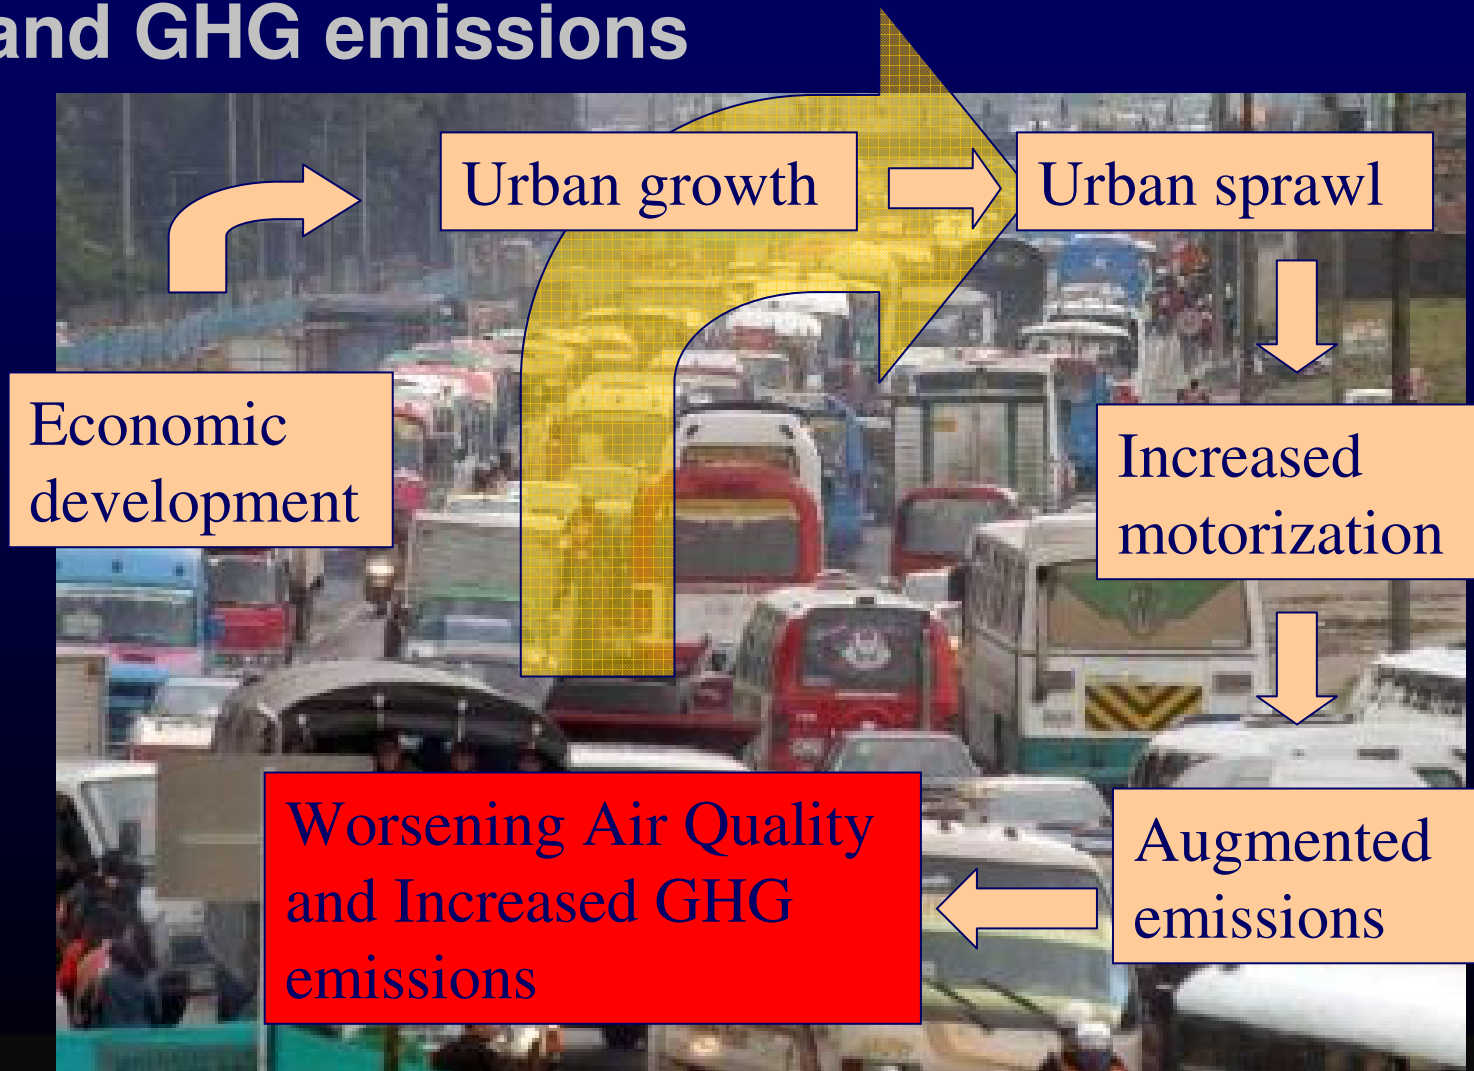 and GHG emissions
Urban growth
Urban sprawl
Economic
development
Increased
motorization
Augmented
emissions
Worsening Air Quality
and Increased GHG
emissions